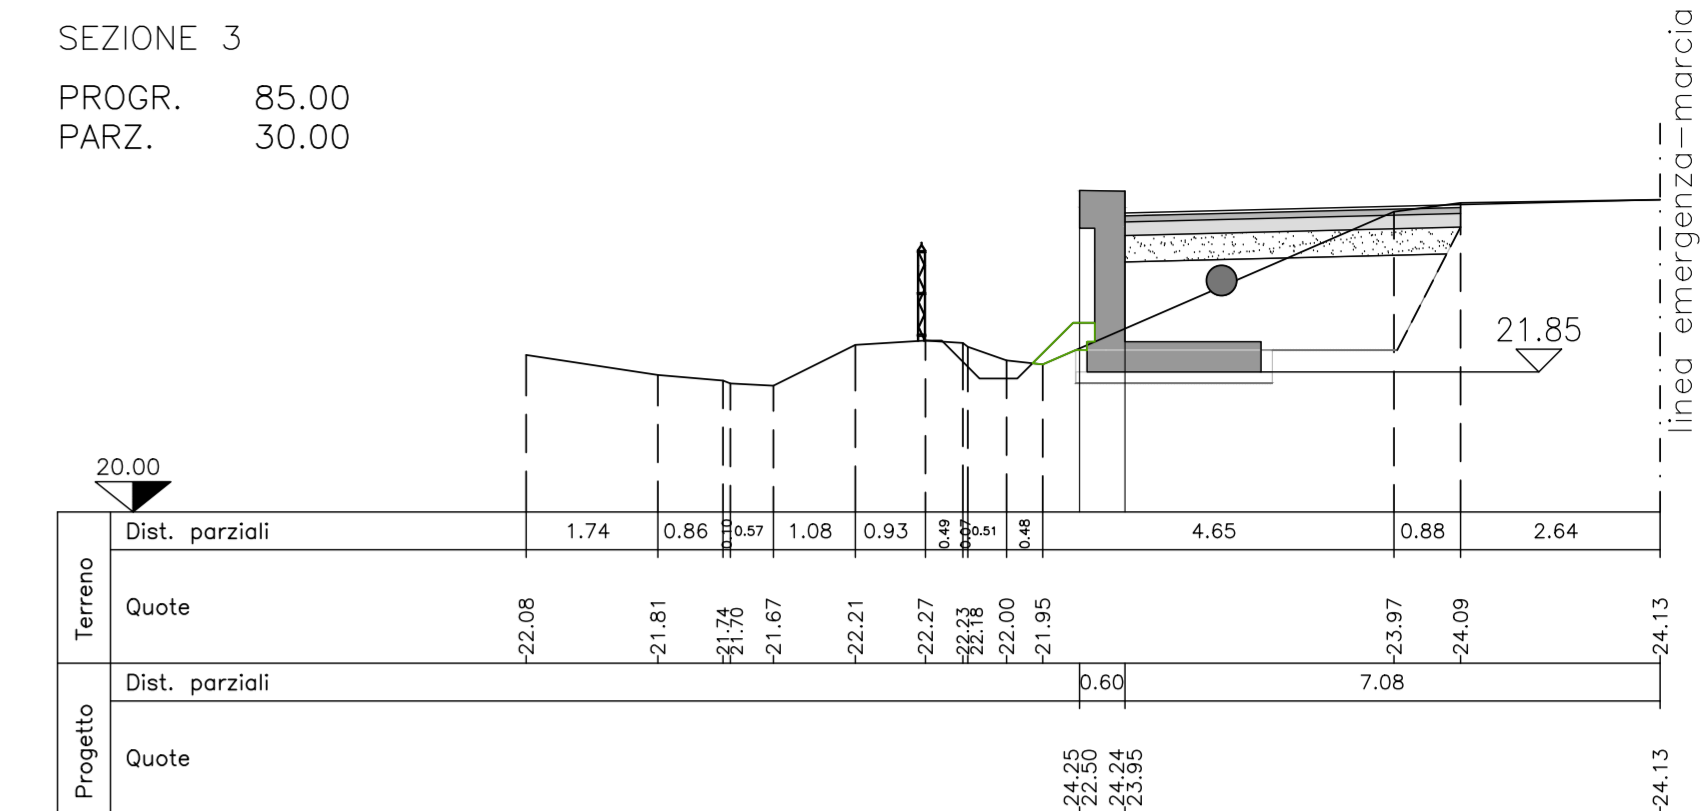 SEZIONE 3
PROGR. 85.00
PARZ. 30.00
linea emergenza-marcia
21.85
20.00
Terreno
Dist. parziali 1.74 0.86 0.10 0.57 1.08 0.93 0.49 0.07 0.51 0.48 4.65 0.88 2.64
Quote 22.08 21.81 21.74 21.70 21.67 22.21 22.27 22.23 22.18 22.00 21.95 23.97 24.09 24.13
Progetto
Dist. parziali 0.60 7.08
Quote 24.25 22.50 24.24 23.95 24.13